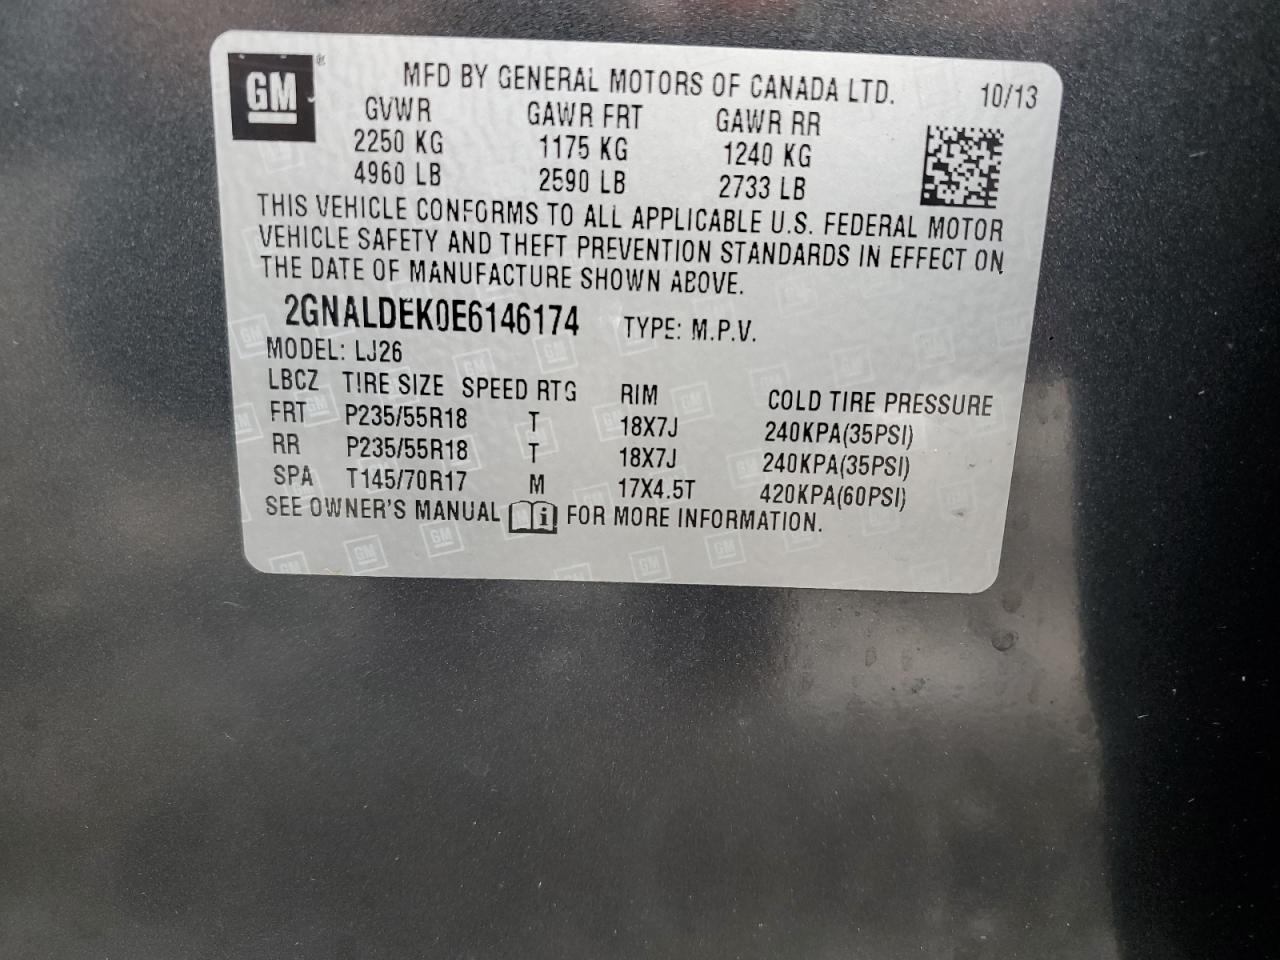 GM
MFD BY GENERAL MOTORS OF CANADA LTD. 10/13
GVWR GAWR FRT GAWR RR
2250 KG 1175 KG 1240 KG
4960 LB 2590 LB 2733 LB
THIS VEHICLE CONFORMS TO ALL APPLICABLE U.S. FEDERAL MOTOR
VEHICLE SAFETY AND THEFT PREVENTION STANDARDS IN EFFECT ON
THE DATE OF MANUFACTURE SHOWN ABOVE.
2GNALDEK0E6146174 TYPE: M.P.V.
MODEL: LJ26
LBCZ TIRE SIZE SPEED RTG RIM COLD TIRE PRESSURE
FRT P235/55R18 T 18X7J 240KPA(35PSI)
RR P235/55R18 T 18X7J 240KPA(35PSI)
SPA T145/70R17 M 17X4.5T 420KPA(60PSI)
SEE OWNER'S MANUAL i FOR MORE INFORMATION.